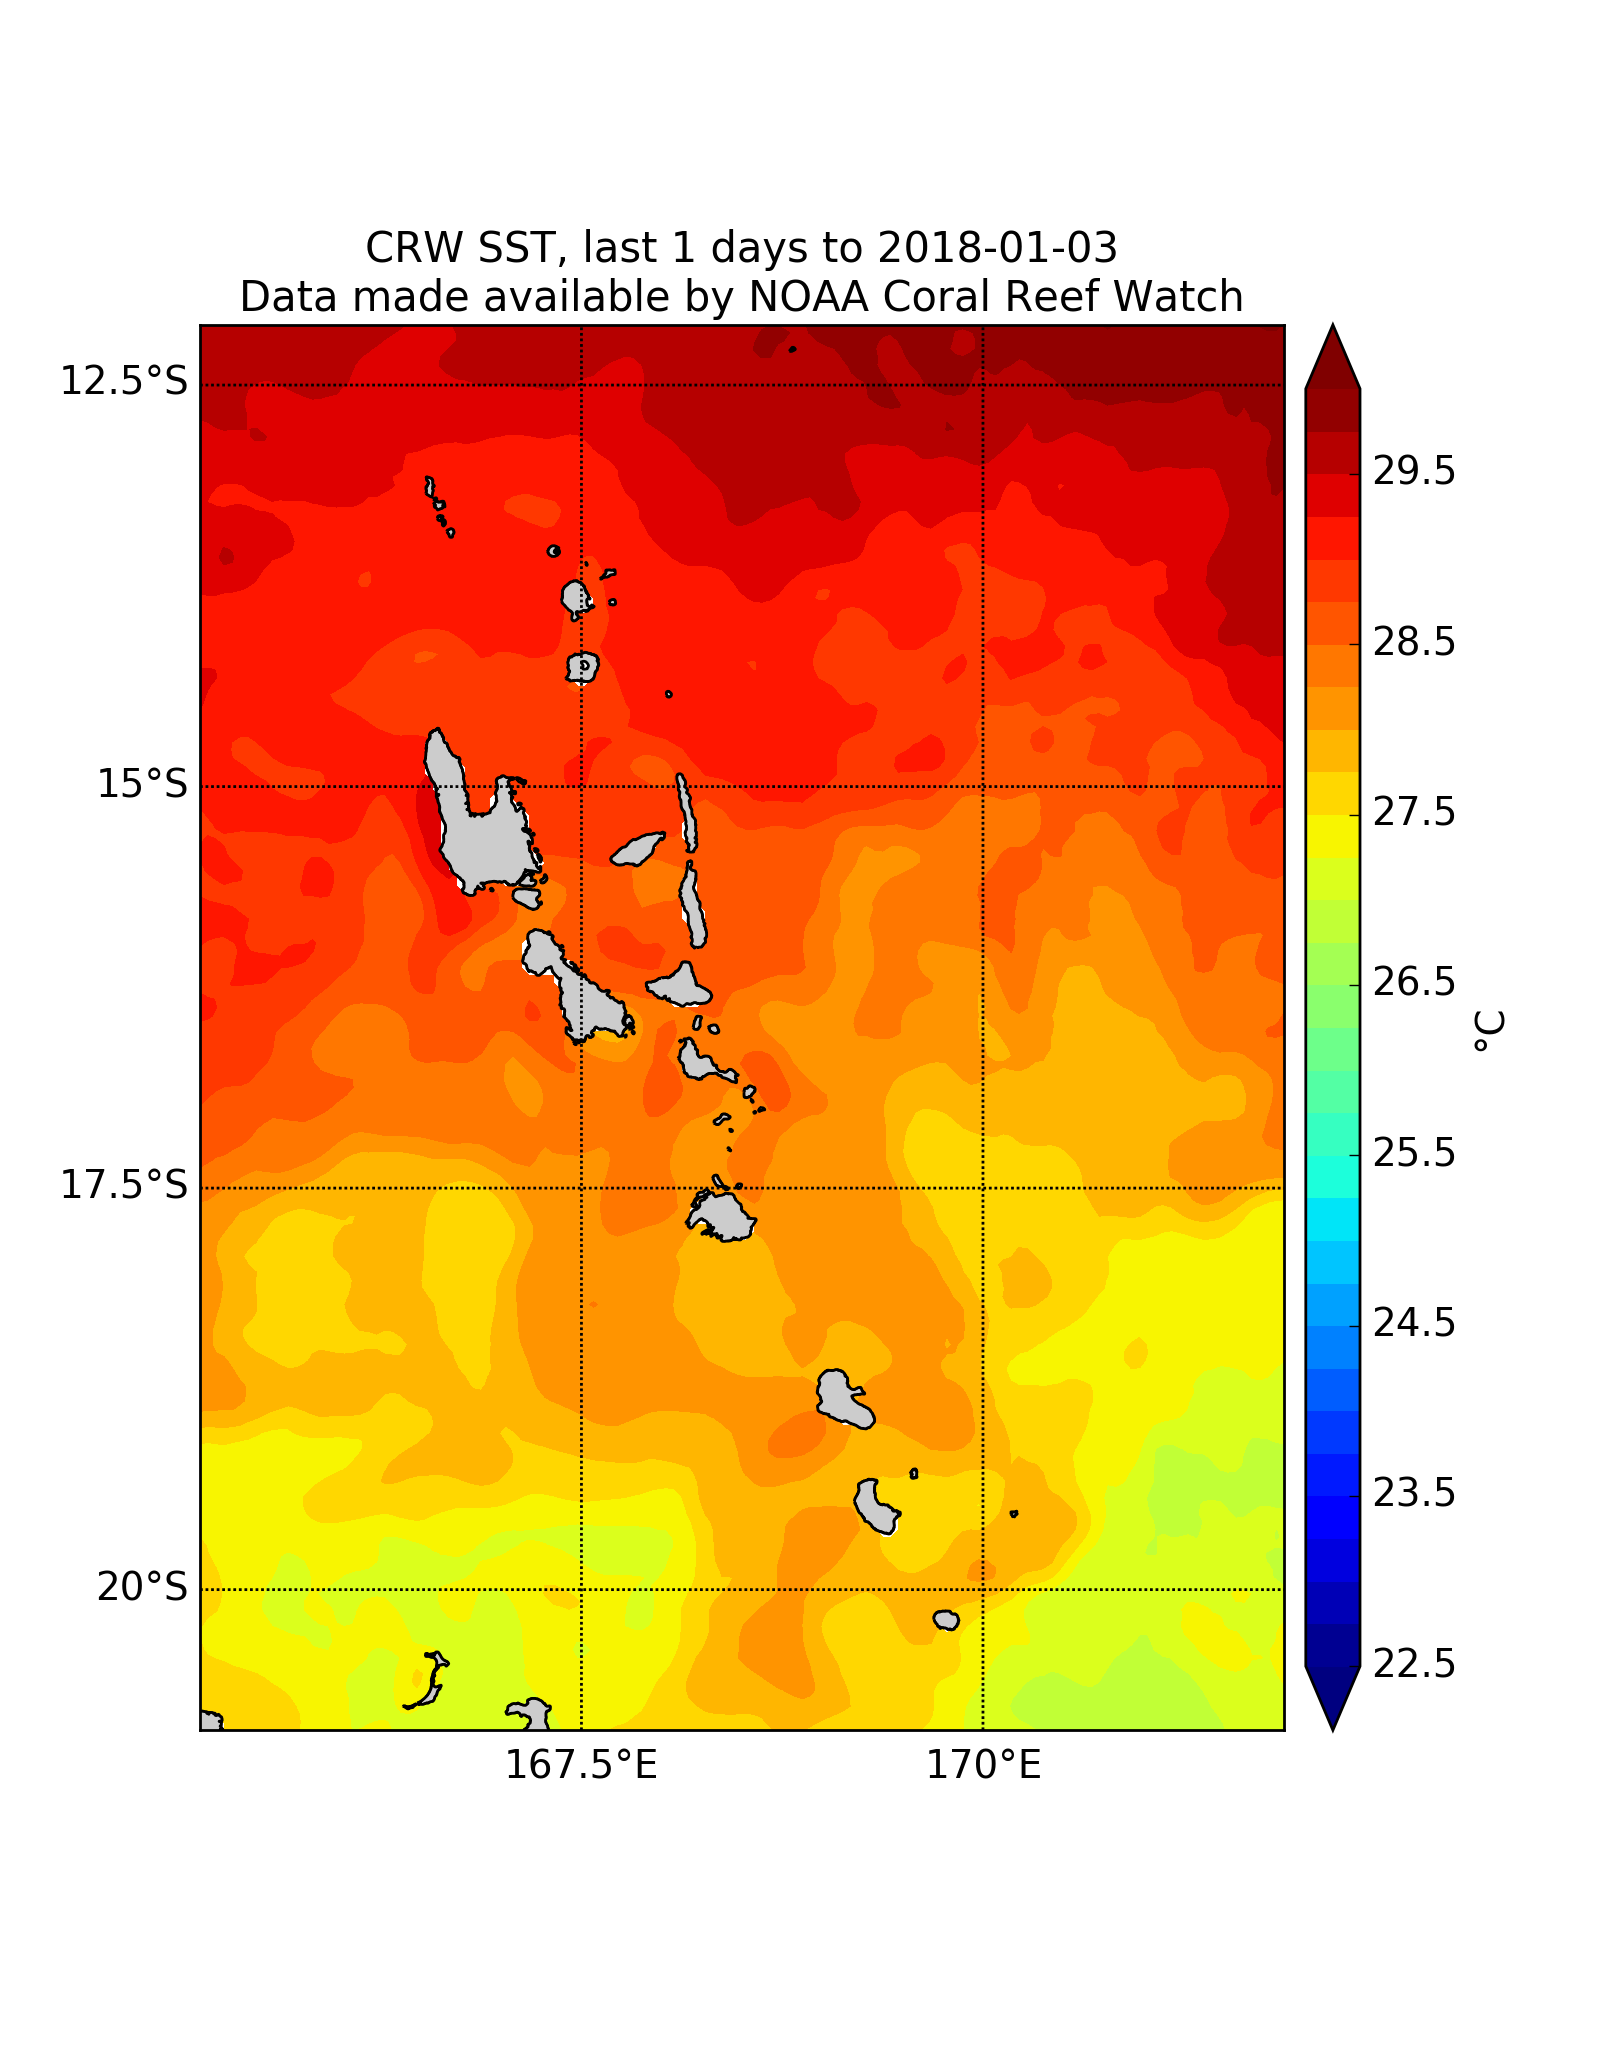 CRW SST, last 1 days to 2018-01-03
Data made available by NOAA Coral Reef Watch
12.5°S
15°S
17.5°S
20°S
167.5°E
170°E
29.5
28.5
27.5
26.5
25.5
24.5
23.5
22.5
°C